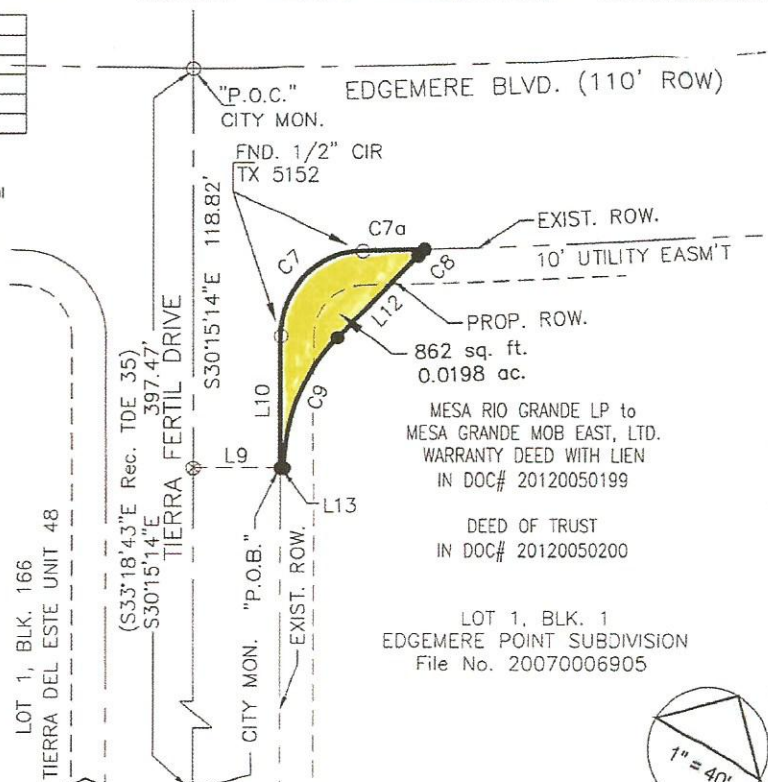 EDGEMERE BLVD. (110' ROW)
"P.O.C."
CITY MON.
FND. 1/2" CIR
TX 5152
S30°15'14"E 118.82'
C7a
C7
EXIST. ROW.
C8
10' UTILITY EASM'T
L12
PROP. ROW.
862 sq. ft.
0.0198 ac.
C9
L10
L9
L13
TIERRA FERTIL DRIVE
(S33°18'43"E Rec. TDE 35)
397.47'
S30°15'14"E
MESA RIO GRANDE LP to
MESA GRANDE MOB EAST, LTD.
WARRANTY DEED WITH LIEN
IN DOC# 20120050199
DEED OF TRUST
IN DOC# 20120050200
LOT 1, BLK. 1
EDGEMERE POINT SUBDIVISION
File No. 20070006905
LOT 1, BLK. 166
TIERRA DEL ESTE UNIT 48
CITY MON.
"P.O.B."
EXIST. ROW.
1" = 40'